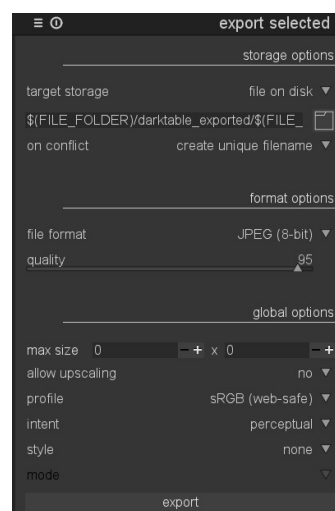 export selected
storage options
target storage file on disk
$(FILE_FOLDER)/darktable_exported/$(FILE_
on conflict create unique filename
format options
file format JPEG (8-bit)
quality 95
global options
max size 0 - + x 0 - +
allow upscaling no
profile sRGB (web-safe)
intent perceptual
style none
mode
export